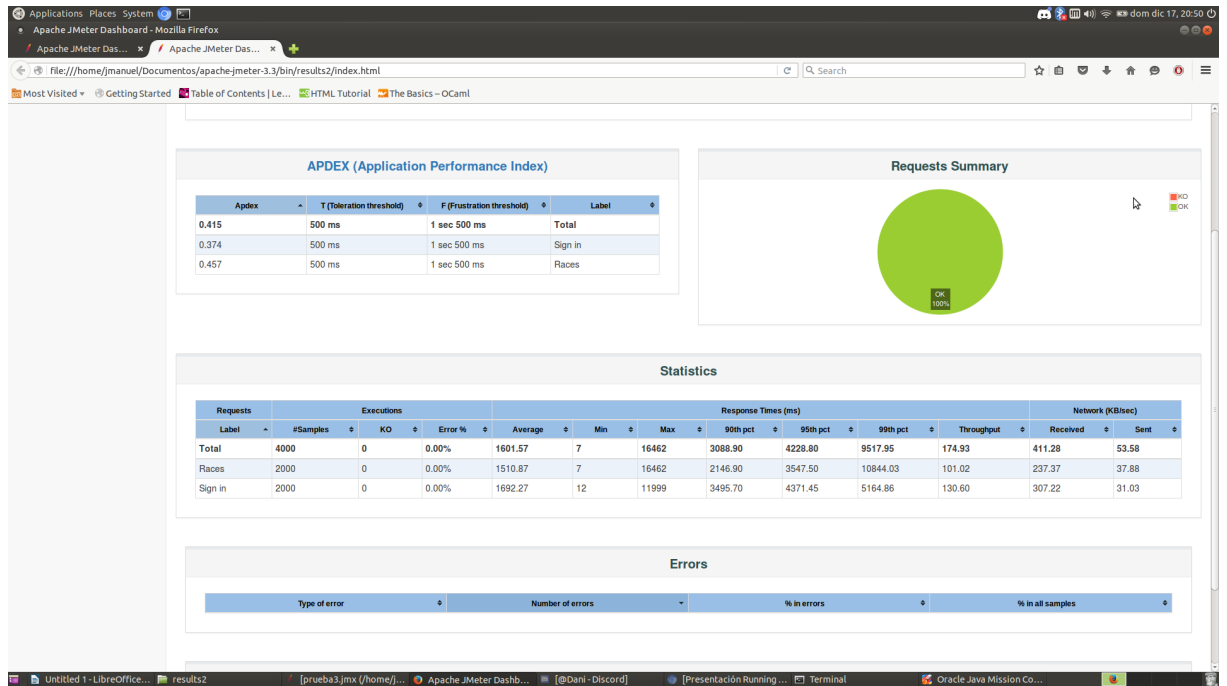 Applications Places System dom dic 17, 20:50
Apache JMeter Dashboard - Mozilla Firefox
Apache JMeter Das... × Apache JMeter Das... ×
file:///home/jmanuel/Documentos/apache-jmeter-3.3/bin/results2/index.html Search
Most Visited Getting Started Table of Contents | Le... HTML Tutorial The Basics – OCaml
APDEX (Application Performance Index)
Apdex T (Toleration threshold) F (Frustration threshold) Label
0.415 500 ms 1 sec 500 ms Total
0.374 500 ms 1 sec 500 ms Sign in
0.457 500 ms 1 sec 500 ms Races
Requests Summary
KO
OK
OK
100%
Statistics
Requests Executions Response Times (ms) Network (KB/sec)
Label #Samples KO Error % Average Min Max 90th pct 95th pct 99th pct Throughput Received Sent
Total 4000 0 0.00% 1601.57 7 16462 3088.90 4228.80 9517.95 174.93 411.28 53.58
Races 2000 0 0.00% 1510.87 7 16462 2146.90 3547.50 10844.03 101.02 237.37 37.88
Sign in 2000 0 0.00% 1692.27 12 11999 3495.70 4371.45 5164.86 130.60 307.22 31.03
Errors
Type of error Number of errors % in errors % in all samples
Untitled 1 - LibreOffice... results2 [prueba3.jmx (/home/j... Apache JMeter Dashb... [@Dani - Discord] [Presentación Running ... Terminal Oracle Java Mission Co...